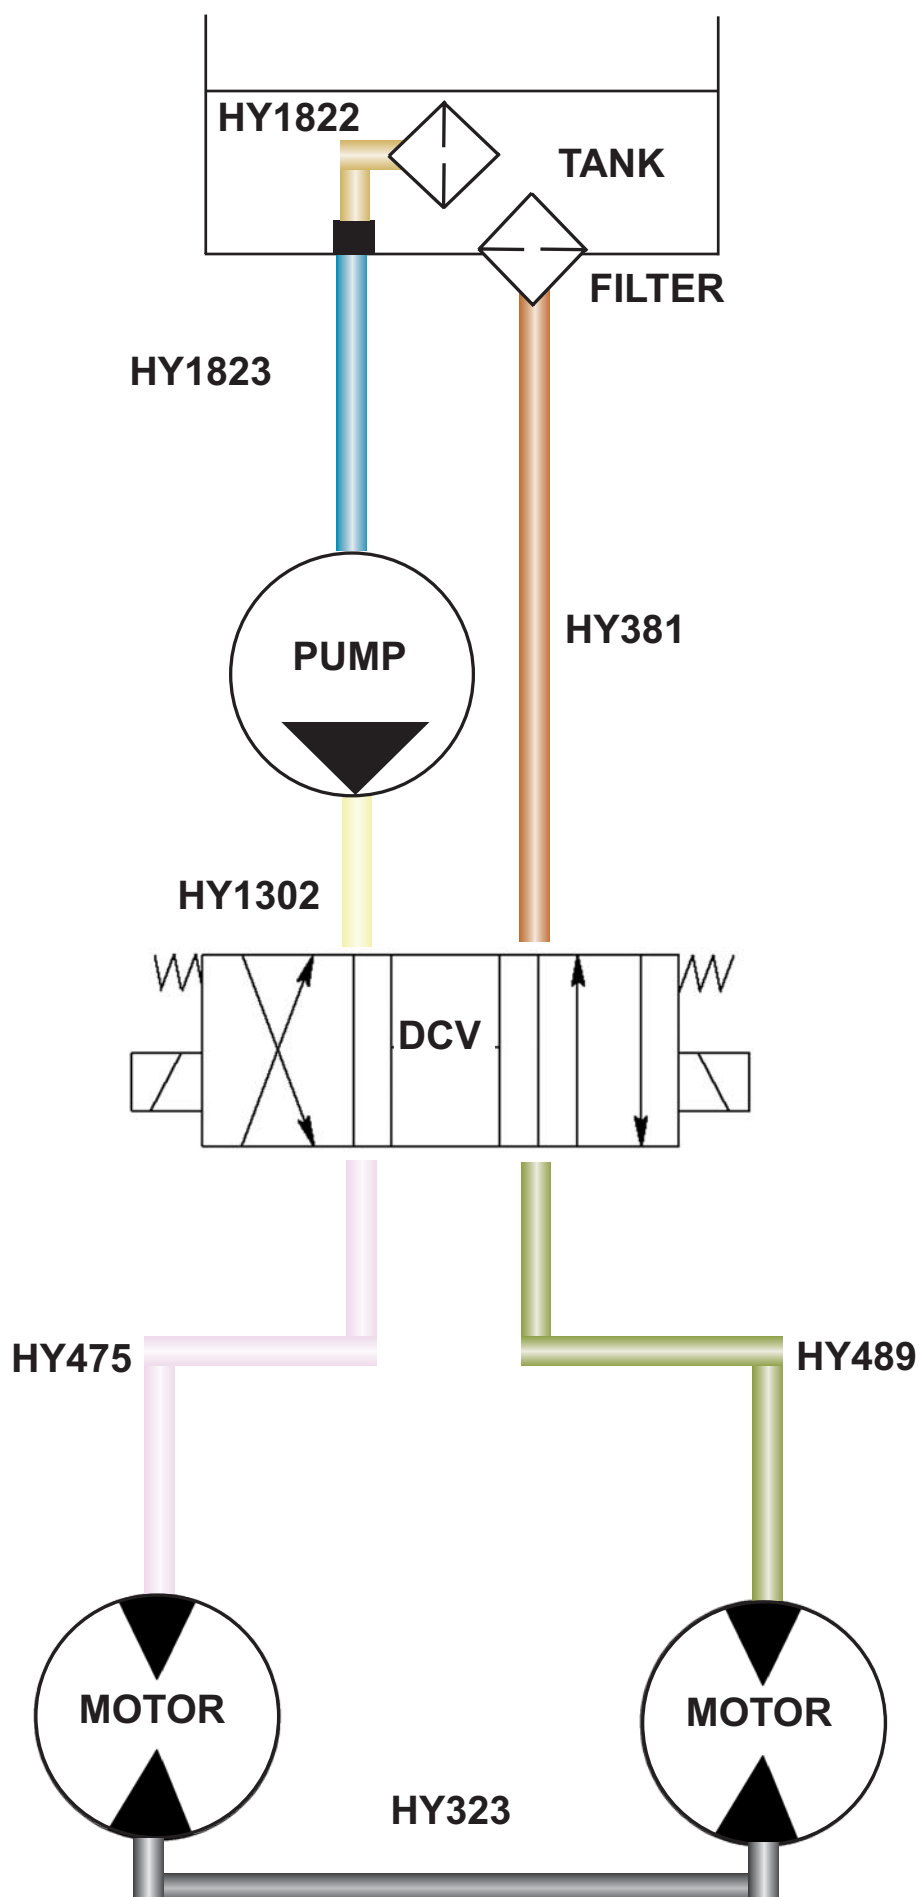 HY1822
TANK
FILTER
HY1823
HY381
PUMP
HY1302
DCV
HY475
HY489
MOTOR
MOTOR
HY323